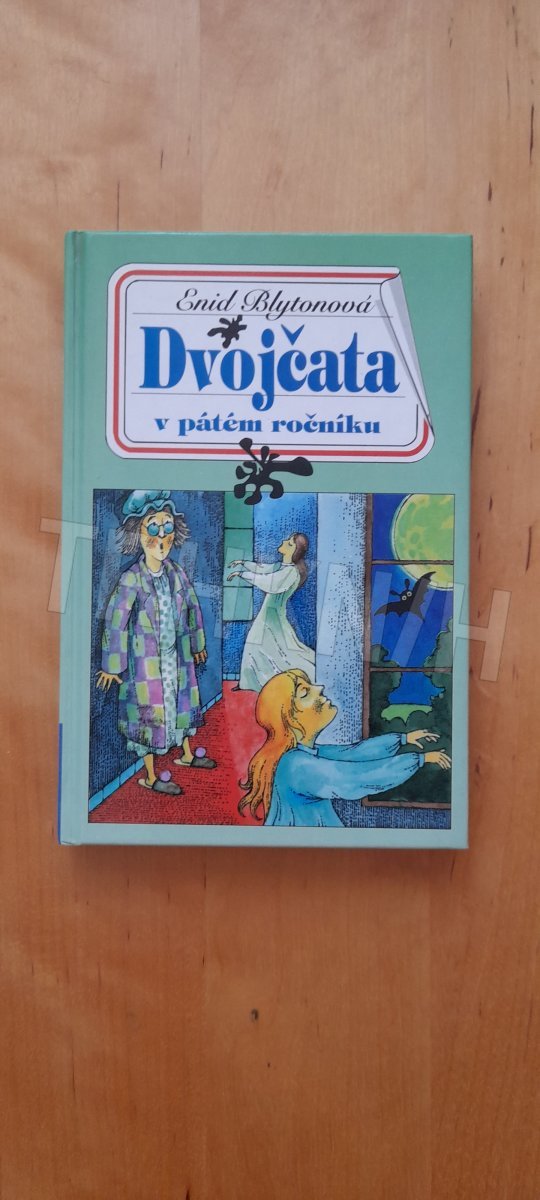 Enid Blytonová
Dvojčata
v pátém ročníku